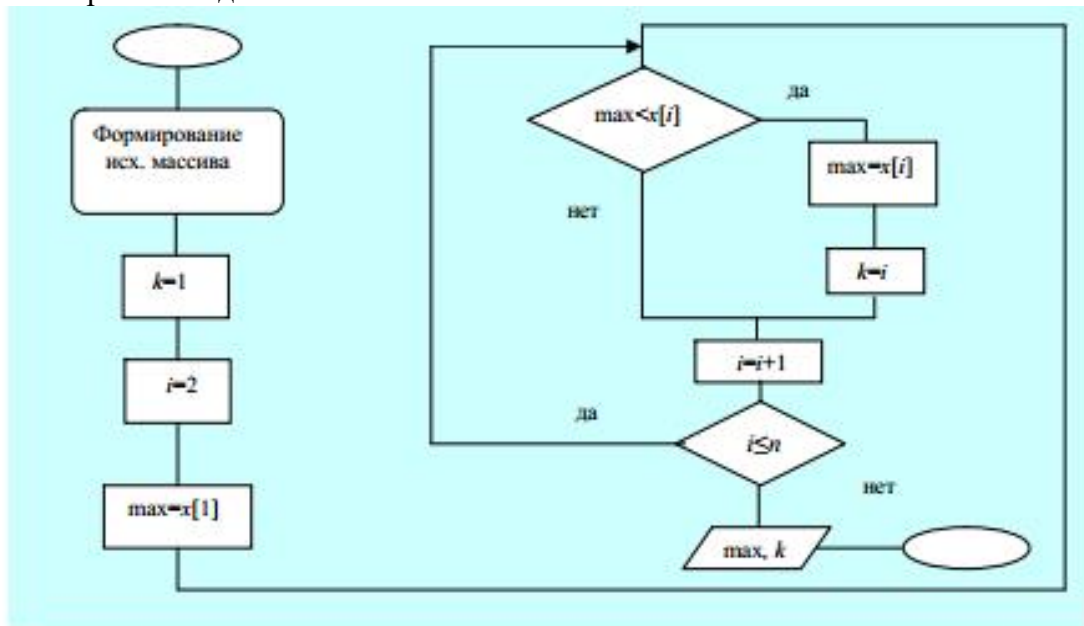 Формирование
исх. массива
k=1
i=2
max=x[1]
max<x[i]
да
max=x[i]
нет
k=i
i=i+1
да
i≤n
нет
max, k